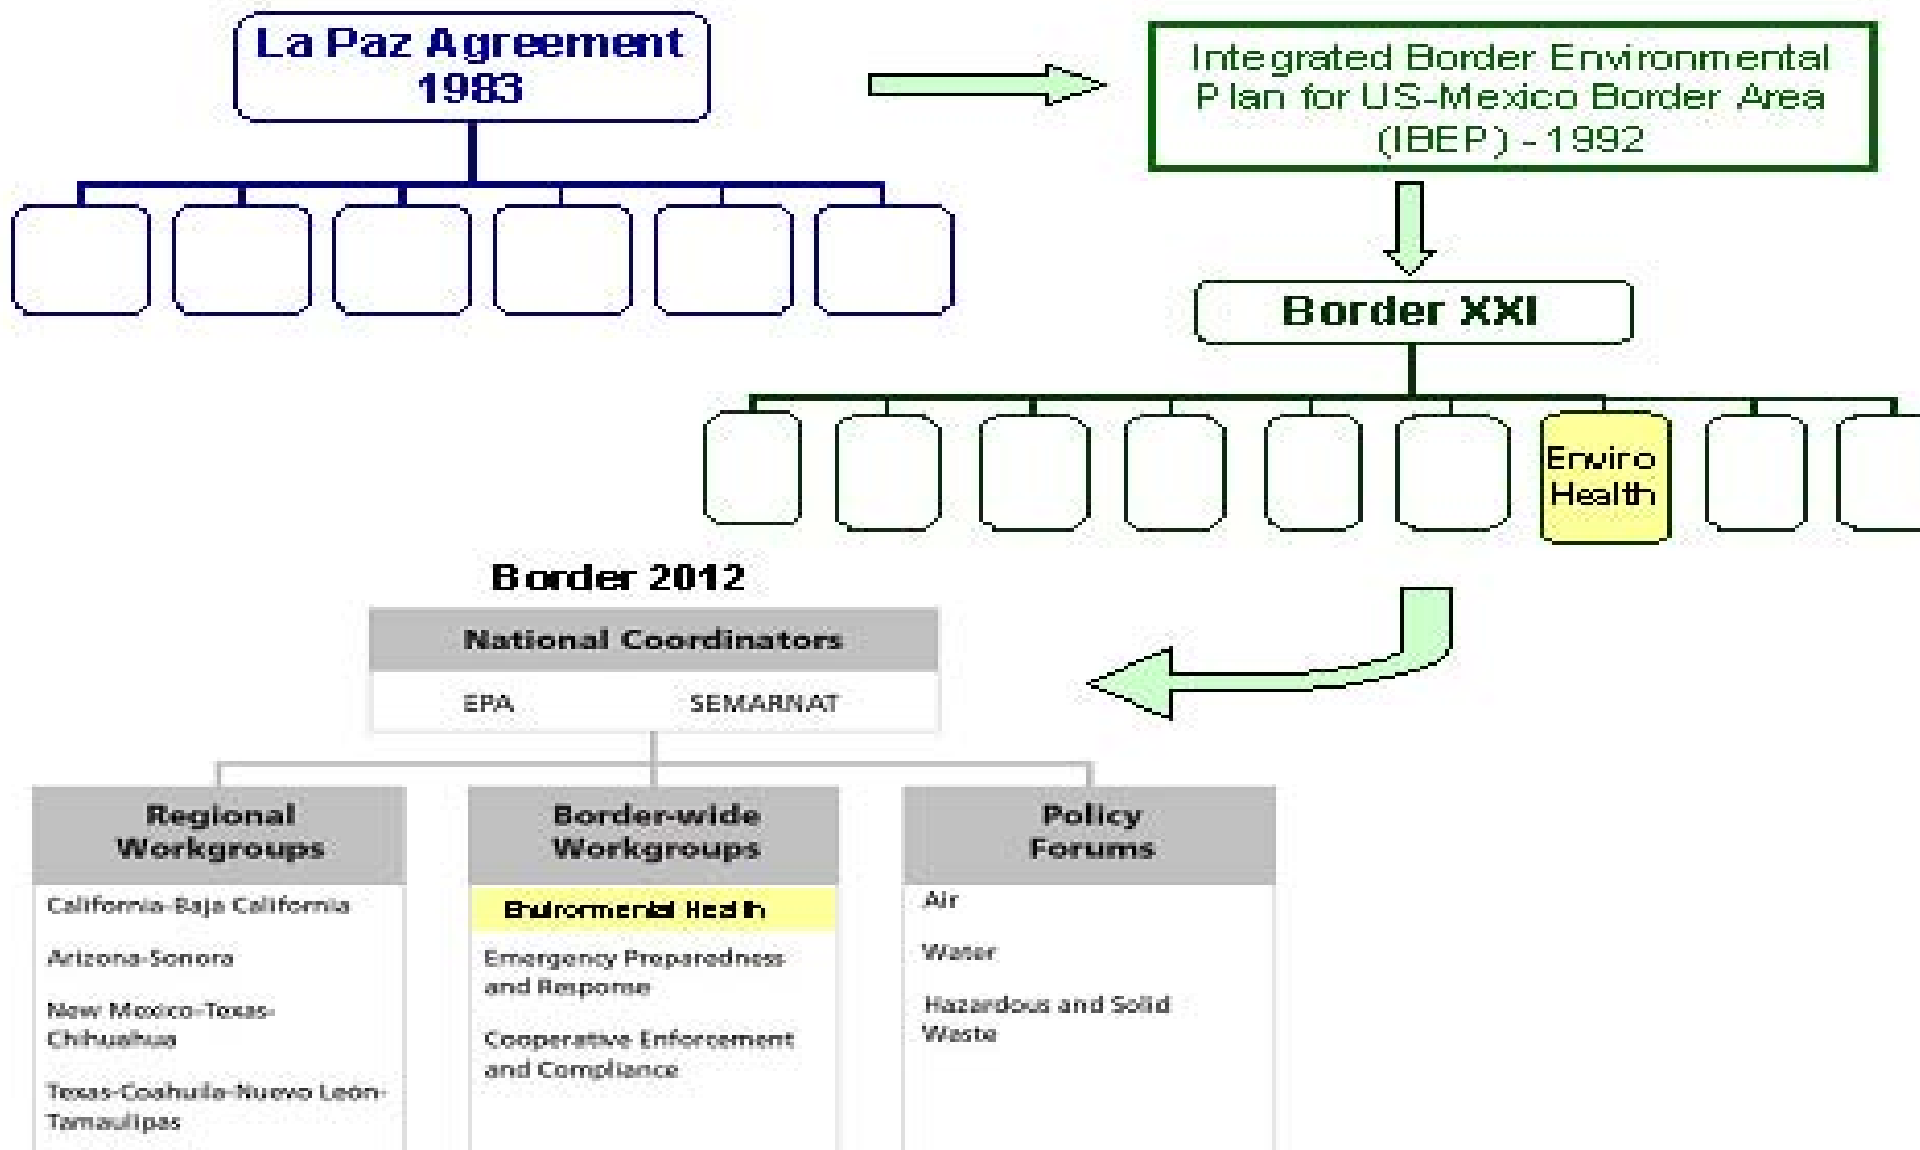 La Paz Agreement
1983
Integrated Border Environmental
Plan for US-Mexico Border Area
(IBEP) - 1992
Border XXI
Enviro
Health
Border 2012
National Coordinators
EPA SEMARNAT
Regional
Workgroups
California-Baja California
Arizona-Sonora
New Mexico-Texas-
Chihuahua
Texas-Coahuila-Nuevo León-
Tamaulipas
Border-wide
Workgroups
Environmental Health
Emergency Preparedness
and Response
Cooperative Enforcement
and Compliance
Policy
Forums
Air
Water
Hazardous and Solid
Waste